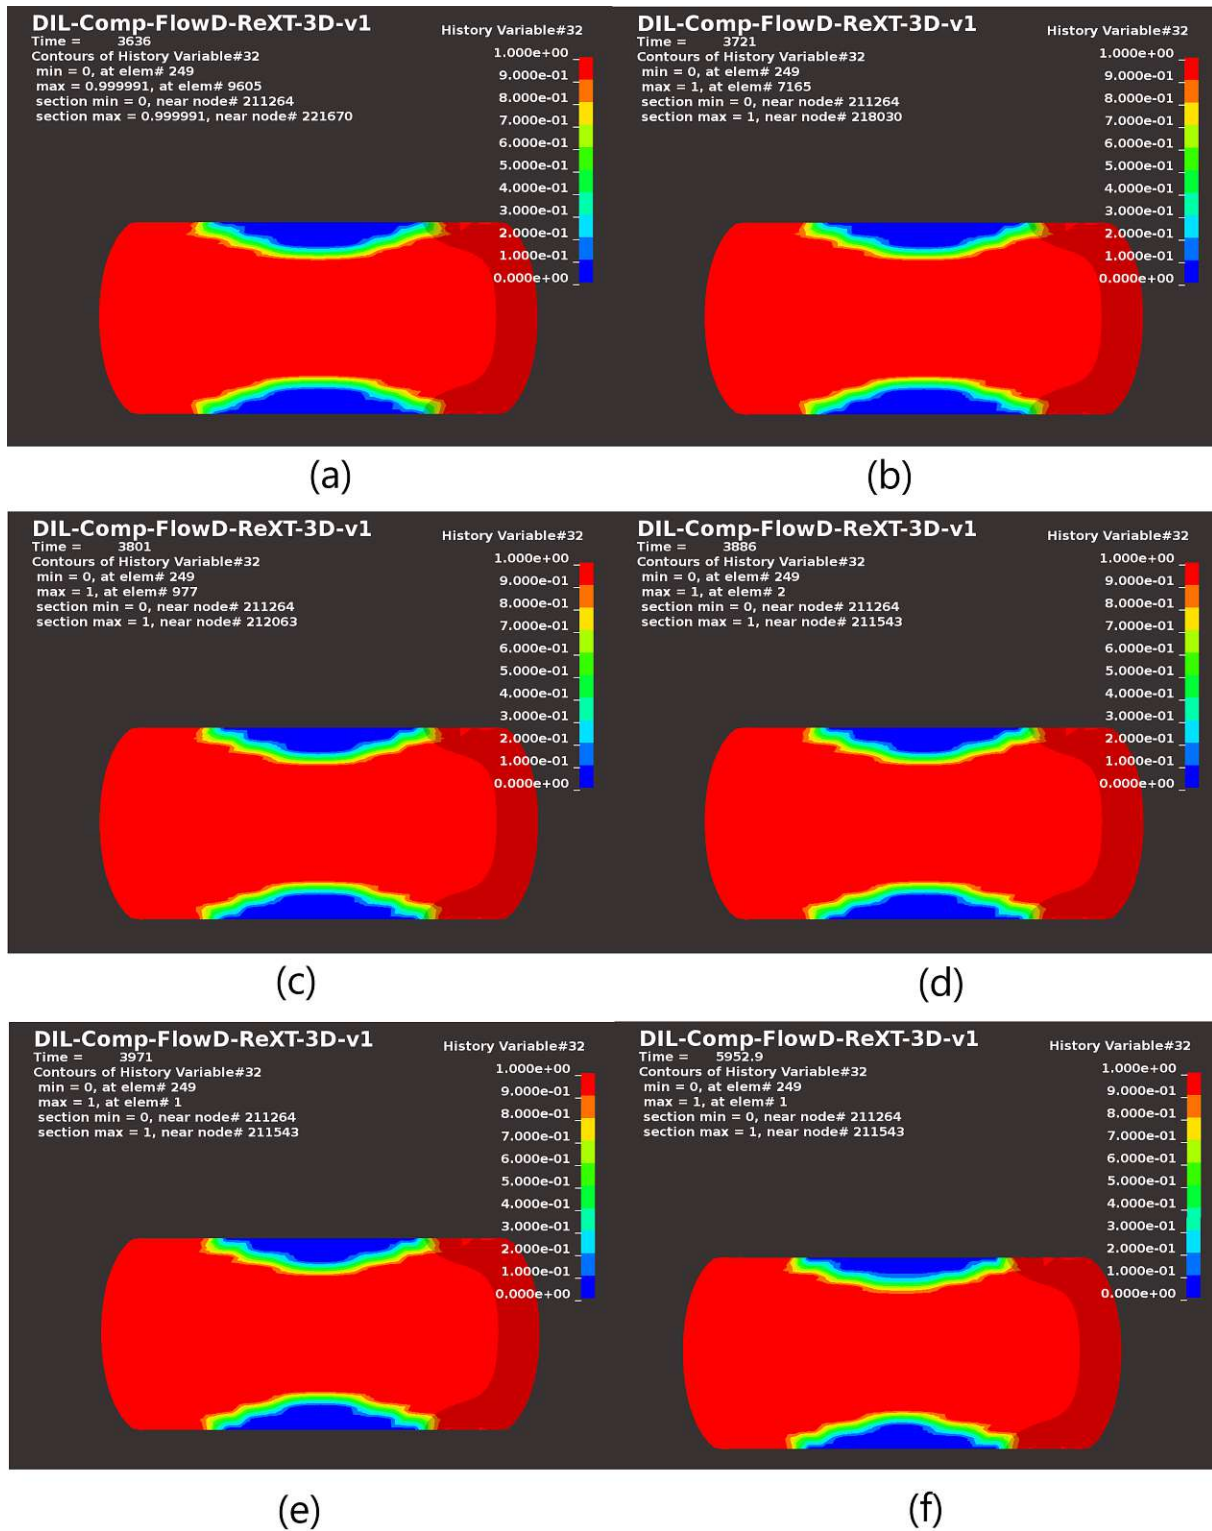 DIL-Comp-FlowD-ReXT-3D-v1
Time = 3636
Contours of History Variable#32
min = 0, at elem# 249
max = 0.999991, at elem# 9605
section min = 0, near node# 211264
section max = 0.999991, near node# 221670
History Variable#32
1.000e+00
9.000e-01
8.000e-01
7.000e-01
6.000e-01
5.000e-01
4.000e-01
3.000e-01
2.000e-01
1.000e-01
0.000e+00
(a)
DIL-Comp-FlowD-ReXT-3D-v1
Time = 3721
Contours of History Variable#32
min = 0, at elem# 249
max = 1, at elem# 7165
section min = 0, near node# 211264
section max = 1, near node# 218030
History Variable#32
1.000e+00
9.000e-01
8.000e-01
7.000e-01
6.000e-01
5.000e-01
4.000e-01
3.000e-01
2.000e-01
1.000e-01
0.000e+00
(b)
DIL-Comp-FlowD-ReXT-3D-v1
Time = 3801
Contours of History Variable#32
min = 0, at elem# 249
max = 1, at elem# 977
section min = 0, near node# 211264
section max = 1, near node# 212063
History Variable#32
1.000e+00
9.000e-01
8.000e-01
7.000e-01
6.000e-01
5.000e-01
4.000e-01
3.000e-01
2.000e-01
1.000e-01
0.000e+00
(c)
DIL-Comp-FlowD-ReXT-3D-v1
Time = 3886
Contours of History Variable#32
min = 0, at elem# 249
max = 1, at elem# 2
section min = 0, near node# 211264
section max = 1, near node# 211543
History Variable#32
1.000e+00
9.000e-01
8.000e-01
7.000e-01
6.000e-01
5.000e-01
4.000e-01
3.000e-01
2.000e-01
1.000e-01
0.000e+00
(d)
DIL-Comp-FlowD-ReXT-3D-v1
Time = 3971
Contours of History Variable#32
min = 0, at elem# 249
max = 1, at elem# 1
section min = 0, near node# 211264
section max = 1, near node# 211543
History Variable#32
1.000e+00
9.000e-01
8.000e-01
7.000e-01
6.000e-01
5.000e-01
4.000e-01
3.000e-01
2.000e-01
1.000e-01
0.000e+00
(e)
DIL-Comp-FlowD-ReXT-3D-v1
Time = 5952.9
Contours of History Variable#32
min = 0, at elem# 249
max = 1, at elem# 1
section min = 0, near node# 211264
section max = 1, near node# 211543
History Variable#32
1.000e+00
9.000e-01
8.000e-01
7.000e-01
6.000e-01
5.000e-01
4.000e-01
3.000e-01
2.000e-01
1.000e-01
0.000e+00
(f)